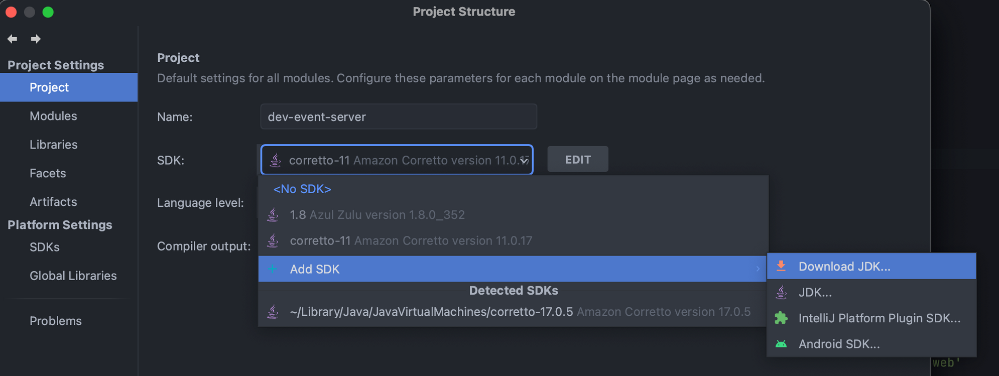 Project Structure
Project Settings
Project
Modules
Libraries
Facets
Artifacts
Platform Settings
SDKs
Global Libraries
Problems
Project
Default settings for all modules. Configure these parameters for each module on the module page as needed.
Name: dev-event-server
SDK: corretto-11 Amazon Corretto version 11.0.17 EDIT
<No SDK>
Language level:
1.8 Azul Zulu version 1.8.0_352
corretto-11 Amazon Corretto version 11.0.17
Compiler output:
Add SDK
Detected SDKs
~/Library/Java/JavaVirtualMachines/corretto-17.0.5 Amazon Corretto version 17.0.5
Download JDK...
JDK...
IntelliJ Platform Plugin SDK...
Android SDK...
web'